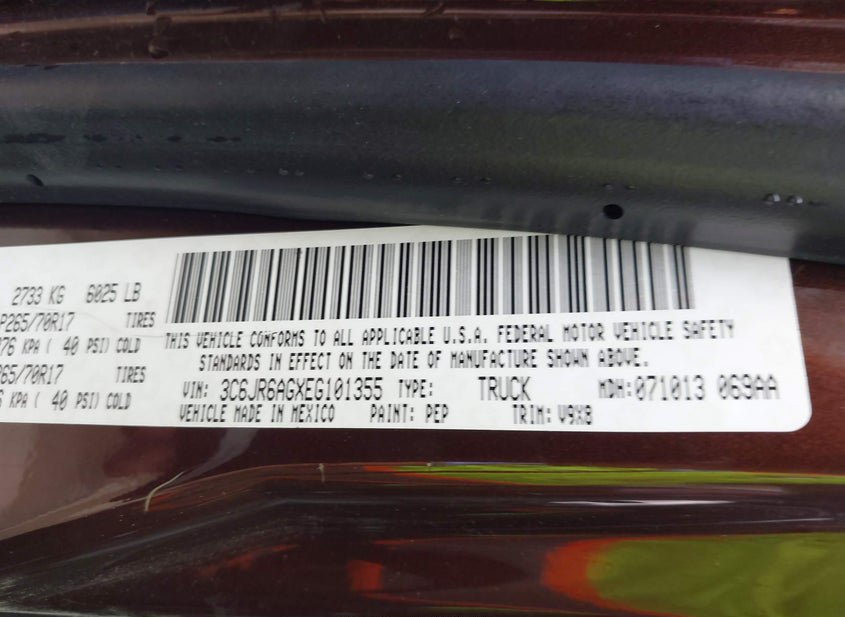 2733 KG 6025 LB
P265/70R17 TIRES
KPA ( 40 PSI) COLD
65/70R17 TIRES
KPA ( 40 PSI) COLD
THIS VEHICLE CONFORMS TO ALL APPLICABLE U.S.A. FEDERAL MOTOR VEHICLE SAFETY
STANDARDS IN EFFECT ON THE DATE OF MANUFACTURE SHOWN ABOVE.
VIN: 3C6JR6AGXEG101355 TYPE: TRUCK MDH:071013 069AA
VEHICLE MADE IN MEXICO PAINT: PEP TRIM: V9X8